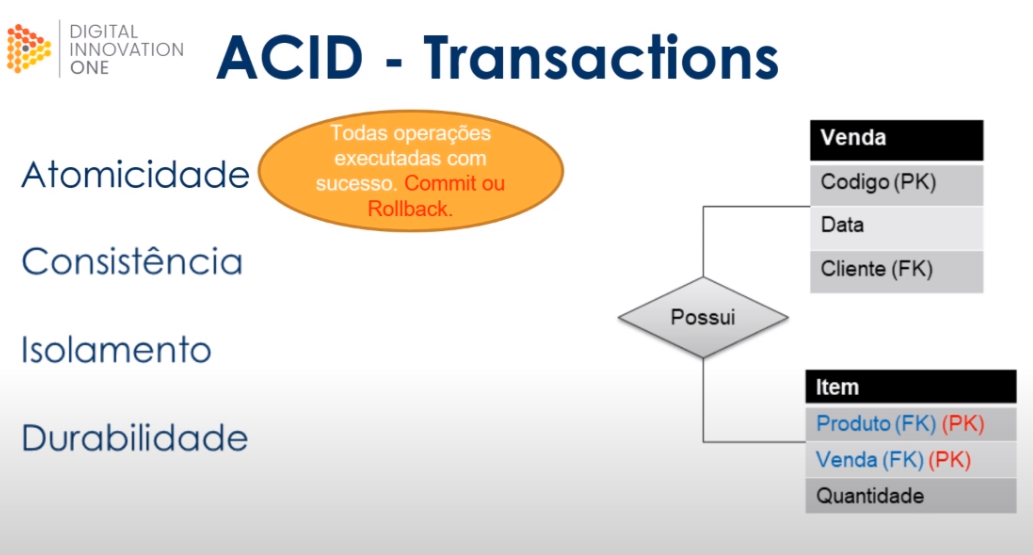 DIGITAL
INNOVATION
ONE
ACID - Transactions
Atomicidade
Todas operações
executadas com
sucesso. Commit ou
Rollback.
Consistência
Isolamento
Durabilidade
Venda
Codigo (PK)
Data
Cliente (FK)
Possui
Item
Produto (FK) (PK)
Venda (FK) (PK)
Quantidade